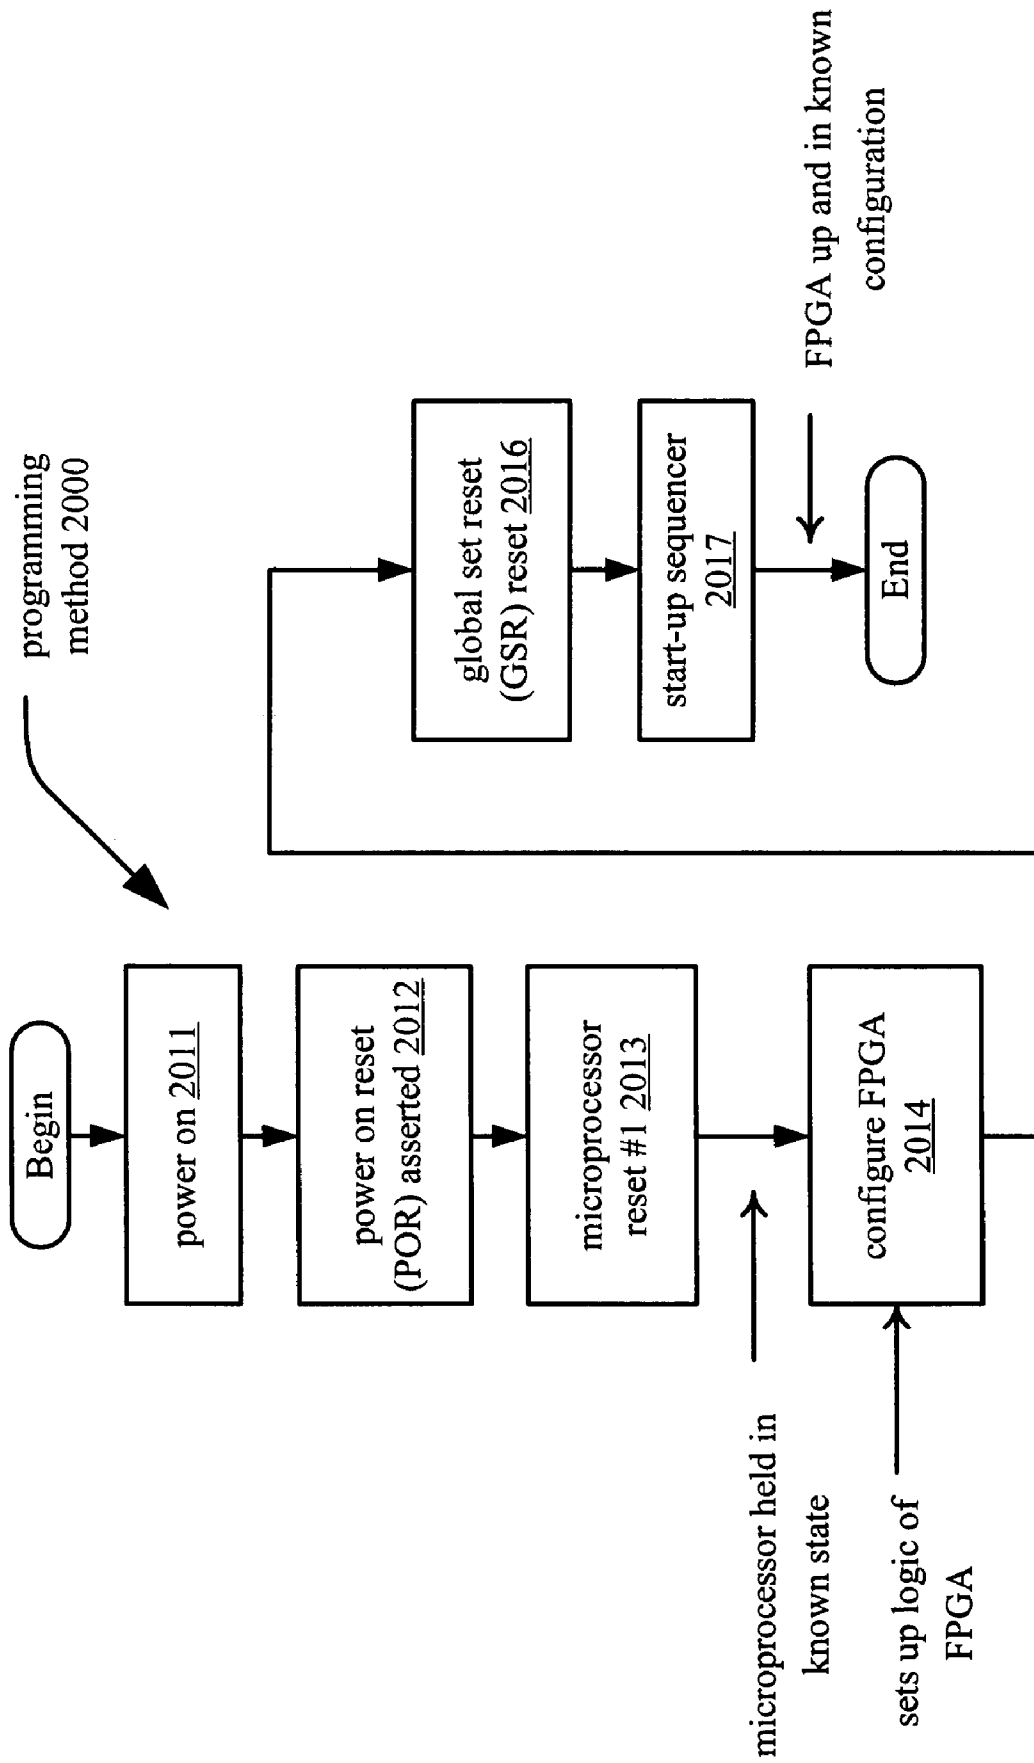 programming
method 2000
Begin
power on 2011
power on reset
(POR) asserted 2012
microprocessor
reset #1 2013
microprocessor held in
known state
configure FPGA
2014
sets up logic of
FPGA
global set reset
(GSR) reset 2016
start-up sequencer
2017
FPGA up and in known
configuration
End